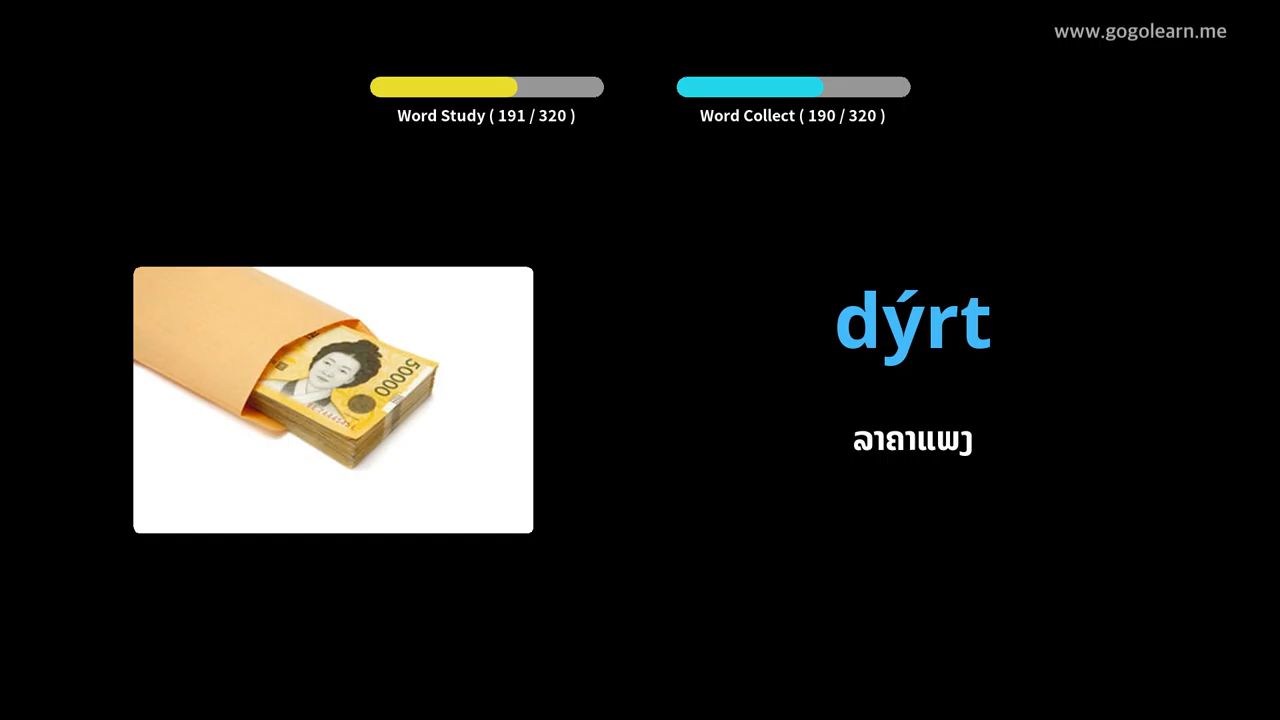 www.gogolearn.me
Word Study ( 191 / 320 )
Word Collect ( 190 / 320 )
50000
dýrt
ລາຄາແພງ